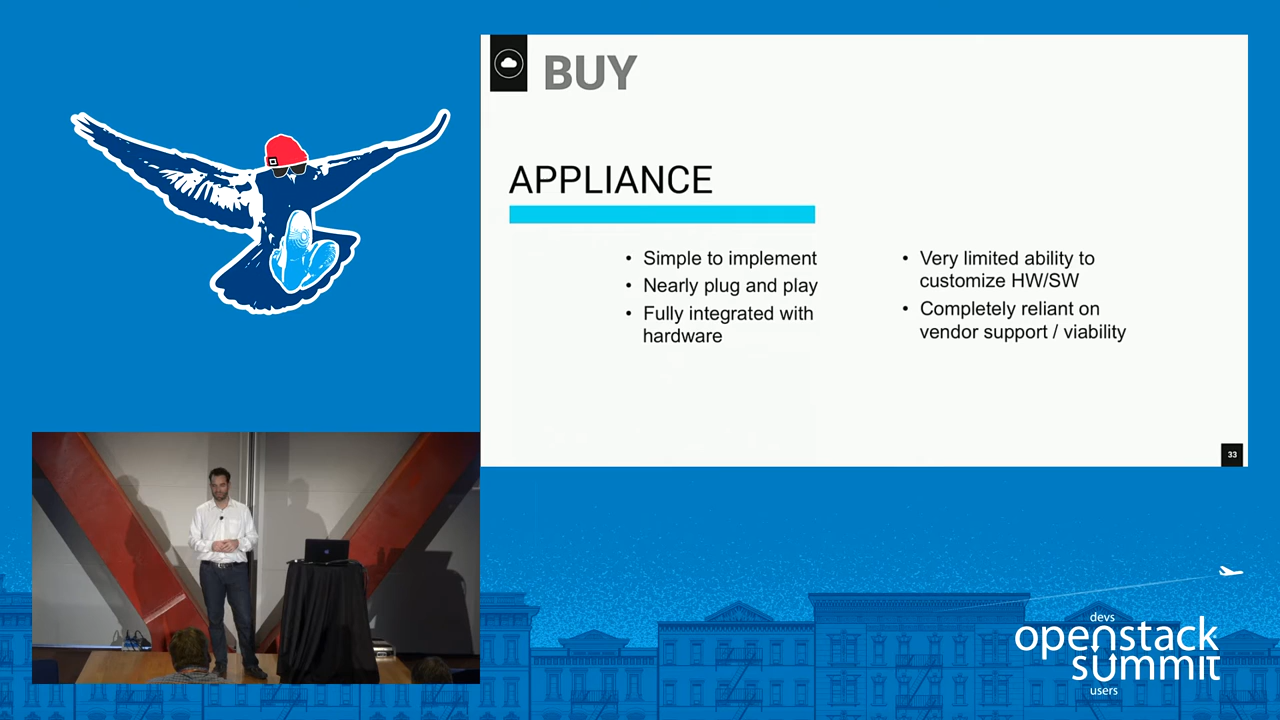 BUY
APPLIANCE
• Simple to implement
• Nearly plug and play
• Fully integrated with
hardware
• Very limited ability to
customize HW/SW
• Completely reliant on
vendor support / viability
33
devs
openstack
summit
users